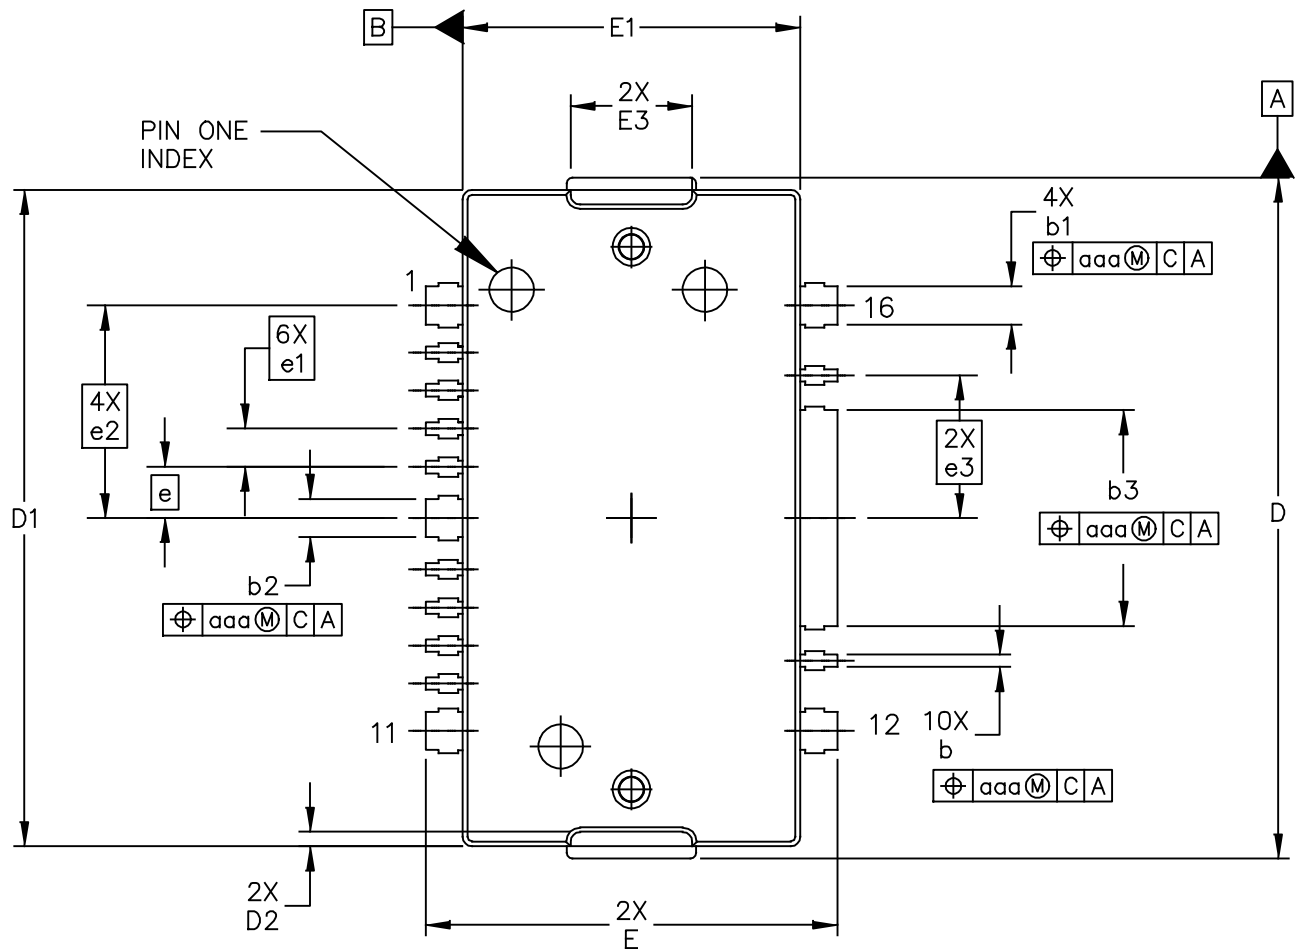 B
E1
2X
E3
A
PIN ONE
INDEX
4X
b1
⌖ aaa Ⓜ C A
1
16
6X
e1
4X
e2
2X
e3
e
b3
⌖ aaa Ⓜ C A
D1
D
b2
⌖ aaa Ⓜ C A
11
12
10X
b
⌖ aaa Ⓜ C A
2X
D2
2X
E